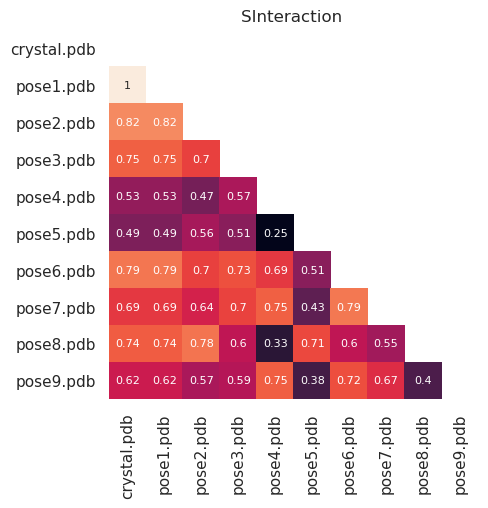 SInteraction
crystal.pdb
pose1.pdb 1
pose2.pdb 0.82 0.82
pose3.pdb 0.75 0.75 0.7
pose4.pdb 0.53 0.53 0.47 0.57
pose5.pdb 0.49 0.49 0.56 0.51 0.25
pose6.pdb 0.79 0.79 0.7 0.73 0.69 0.51
pose7.pdb 0.69 0.69 0.64 0.7 0.75 0.43 0.79
pose8.pdb 0.74 0.74 0.78 0.6 0.33 0.71 0.6 0.55
pose9.pdb 0.62 0.62 0.57 0.59 0.75 0.38 0.72 0.67 0.4
crystal.pdb pose1.pdb pose2.pdb pose3.pdb pose4.pdb pose5.pdb pose6.pdb pose7.pdb pose8.pdb pose9.pdb